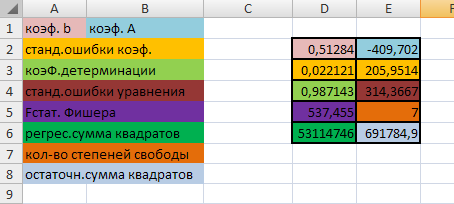 A B C D E
1 коэф. b коэф. A
2 станд.ошибки коэф. 0,51284 -409,702
3 коэФ.детерминации 0,022121 205,9514
4 станд.ошибки уравнения 0,987143 314,3667
5 Fстат. Фишера 537,455 7
6 регрес.сумма квадратов 53114746 691784,9
7 кол-во степеней свободы
8 остаточн.сумма квадратов
9